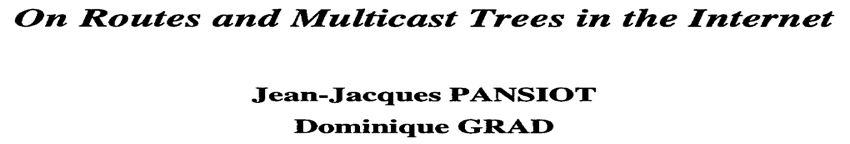 On Routes and Multicast Trees in the Internet
Jean-Jacques PANSIOT
Dominique GRAD